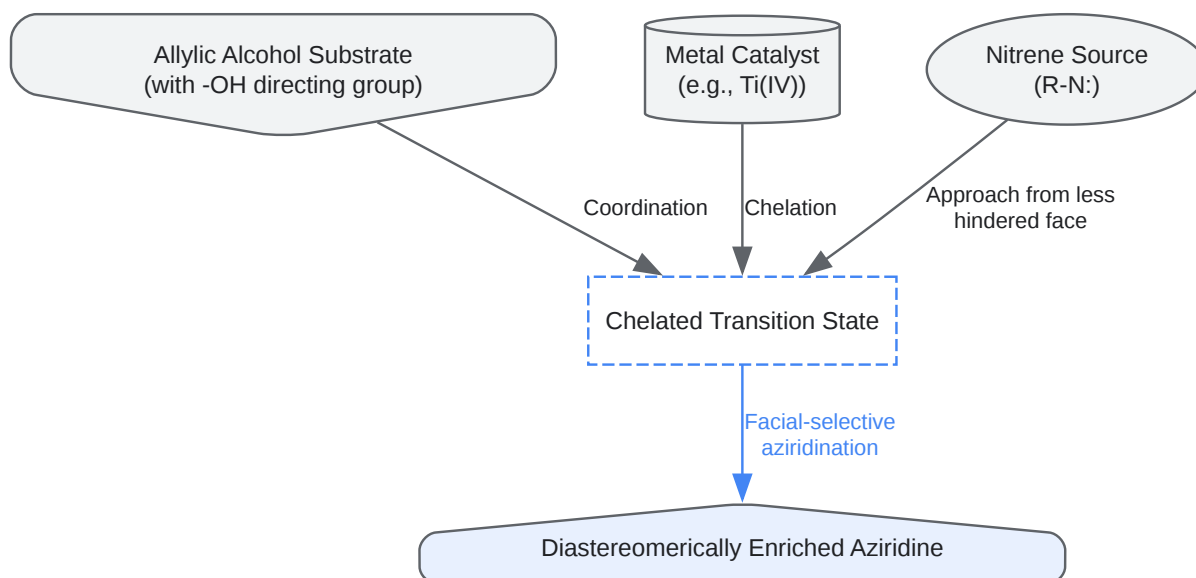 Allylic Alcohol Substrate
(with -OH directing group)
Metal Catalyst
(e.g., Ti(IV))
Nitrene Source
(R-N:)
Coordination
Chelation
Approach from less
hindered face
Chelated Transition State
Facial-selective
aziridination
Diastereomerically Enriched Aziridine